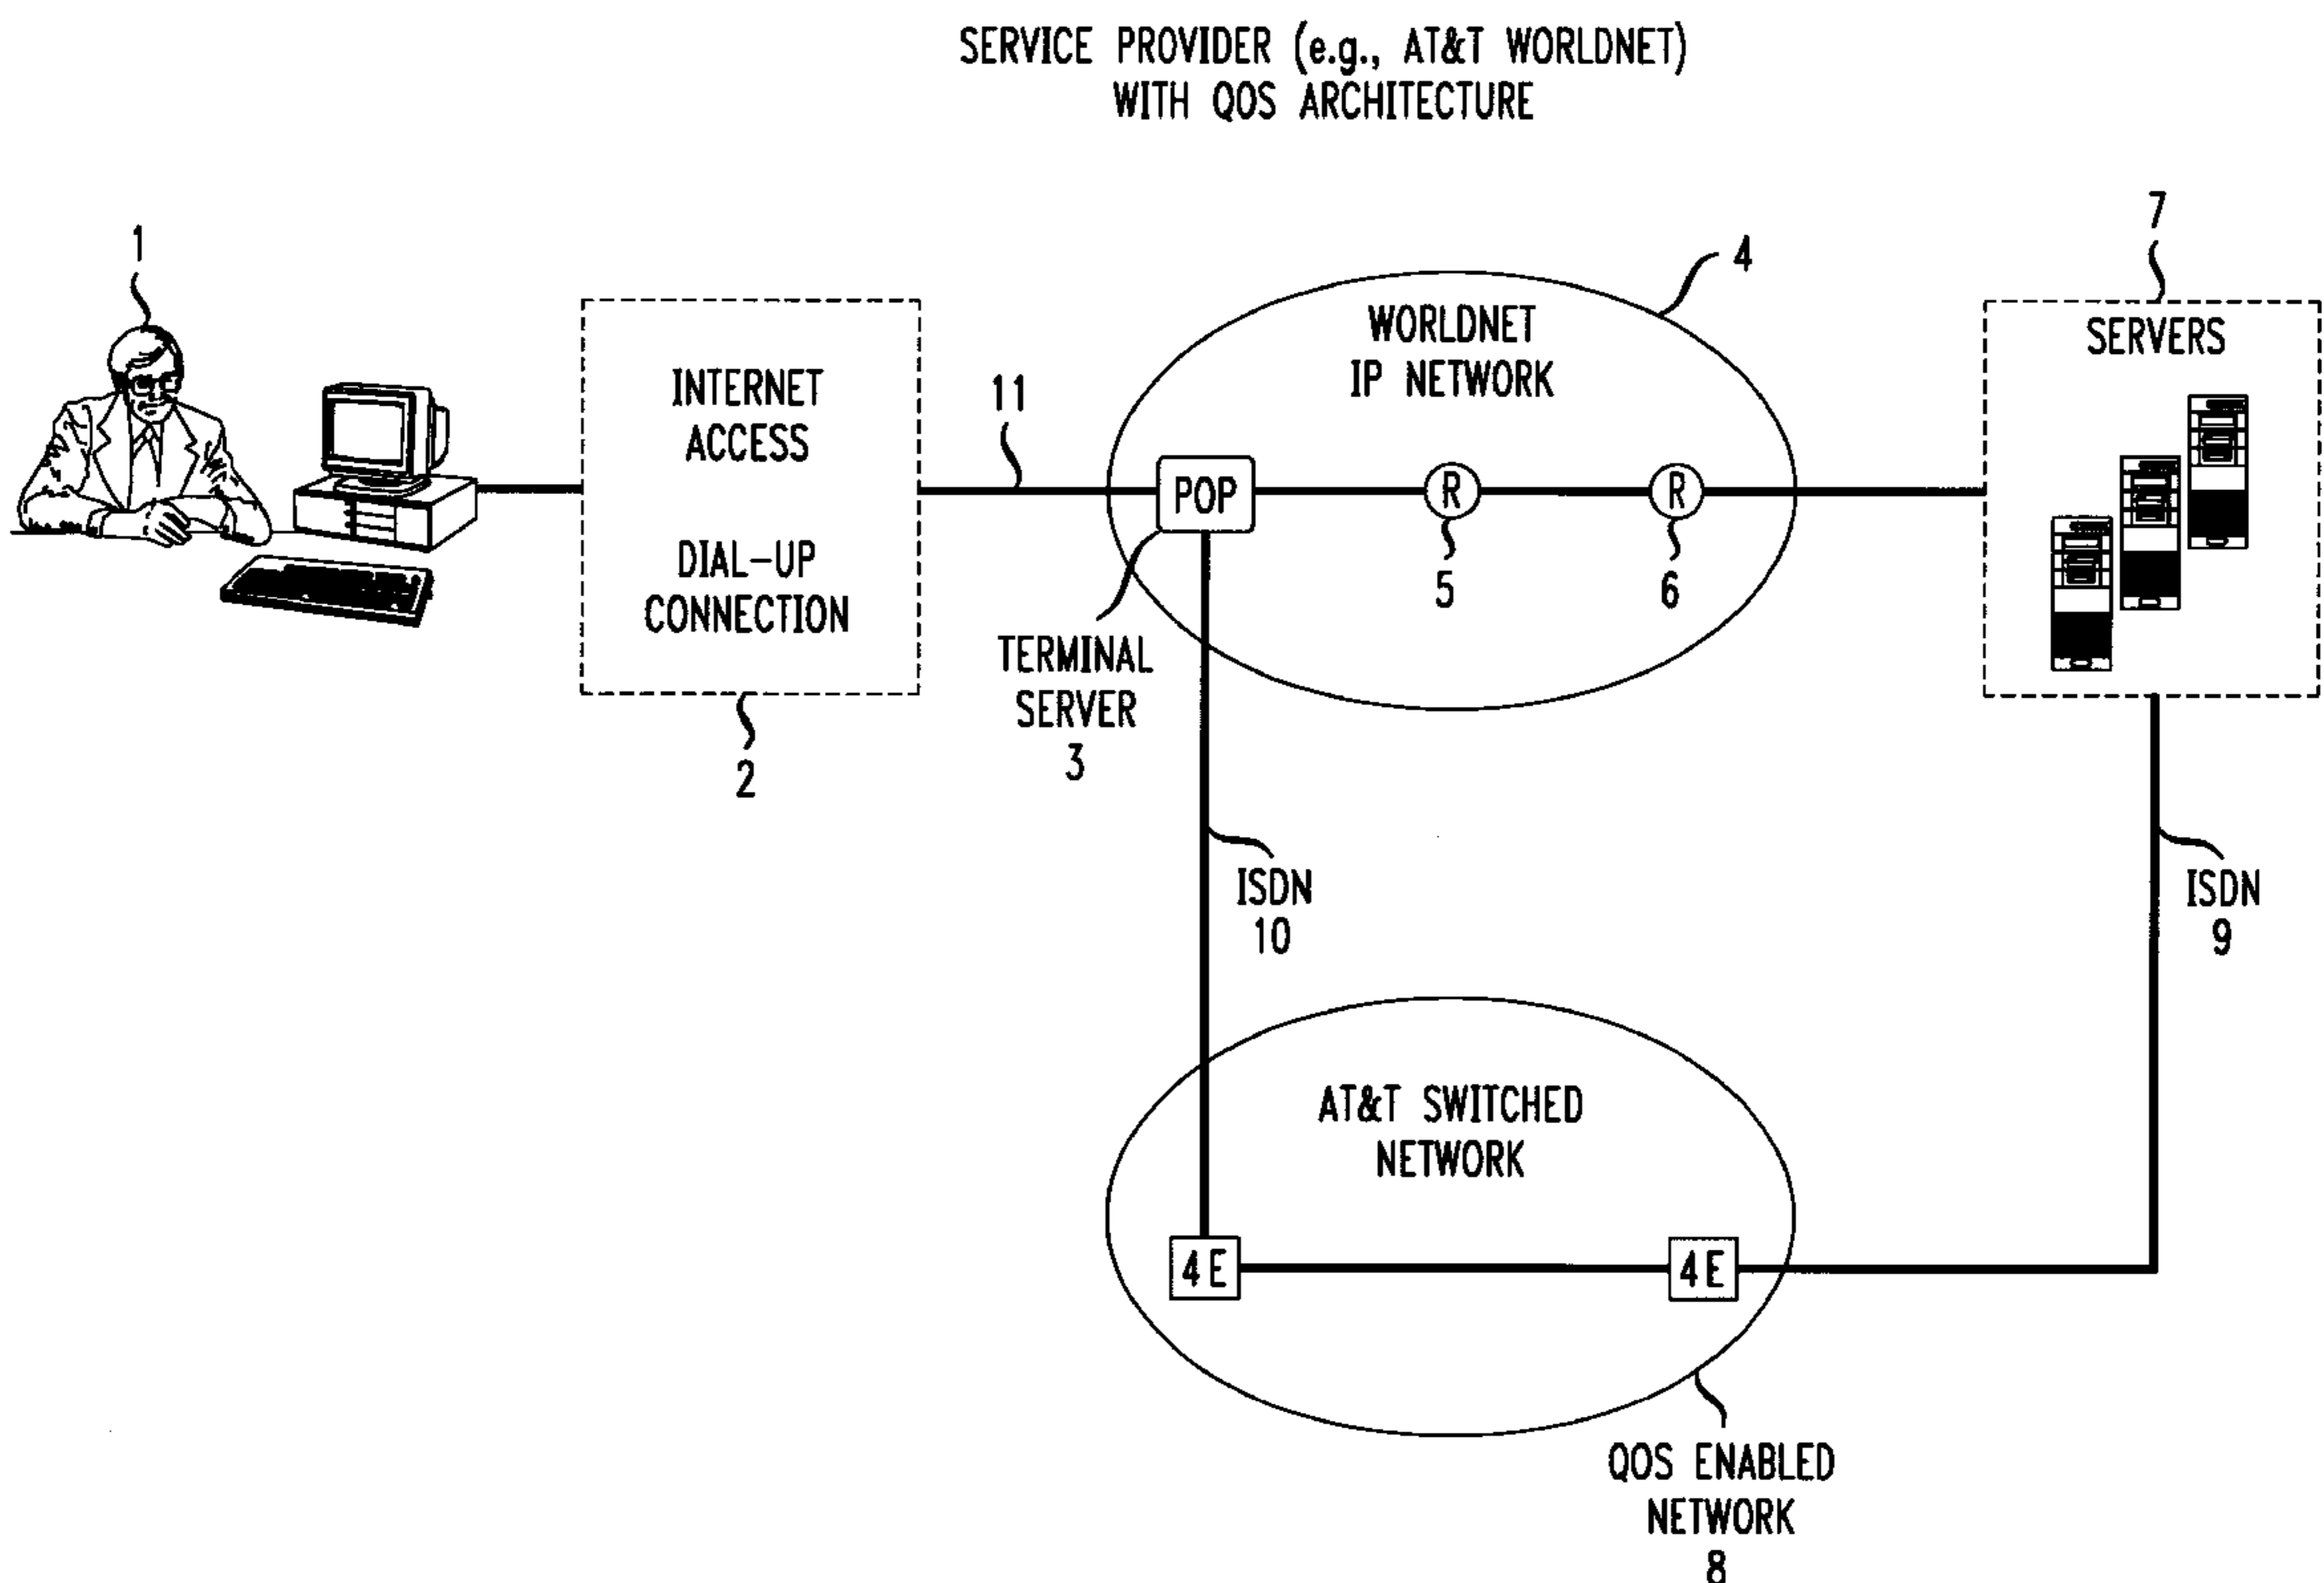 SERVICE PROVIDER (e.g., AT&T WORLDNET)
WITH QOS ARCHITECTURE
1
INTERNET
ACCESS
DIAL-UP
CONNECTION
2
11
4
WORLDNET
IP NETWORK
POP
R
R
5
6
TERMINAL
SERVER
3
7
SERVERS
ISDN
10
ISDN
9
AT&T SWITCHED
NETWORK
4E
4E
QOS ENABLED
NETWORK
8